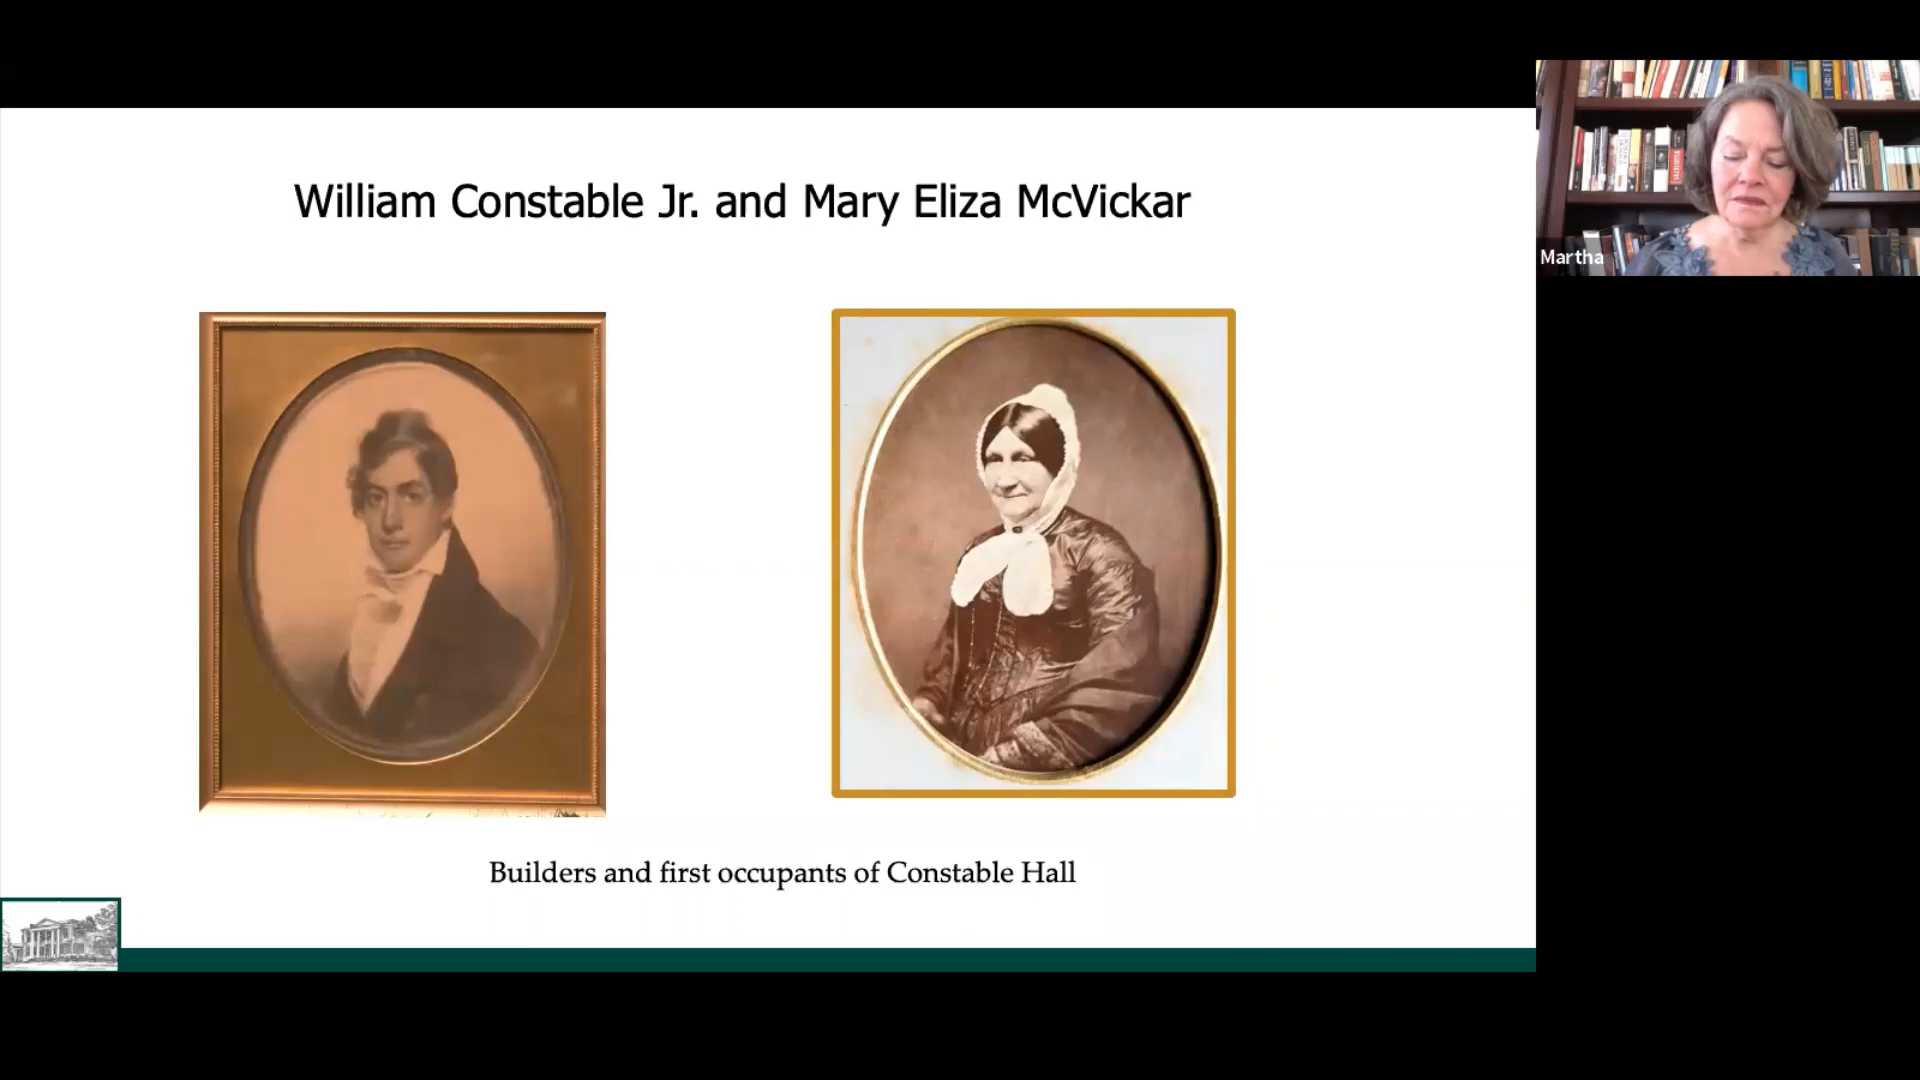 William Constable Jr. and Mary Eliza McVickar
Martha
Builders and first occupants of Constable Hall